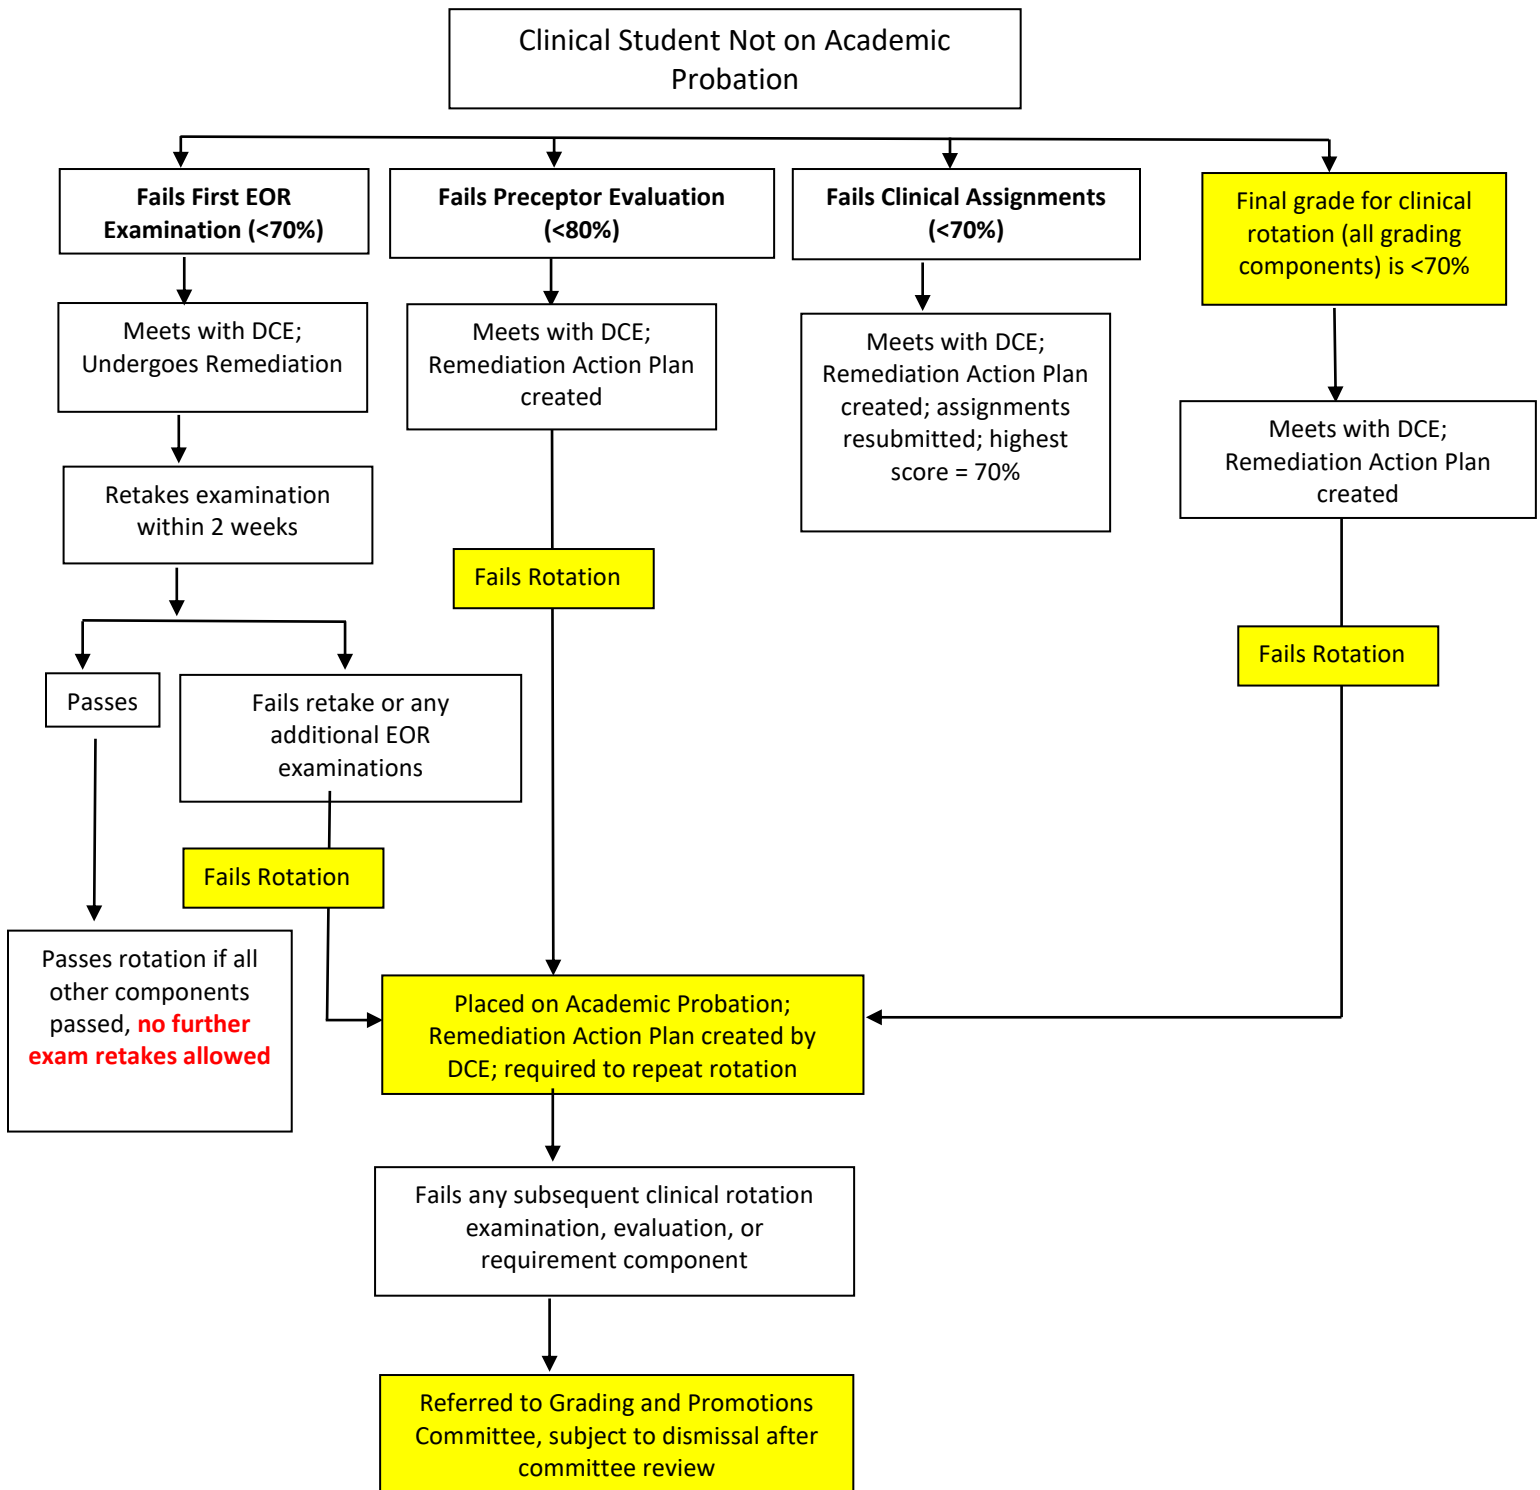 Clinical Student Not on Academic
Probation
Fails First EOR
Examination (<70%)
Fails Preceptor Evaluation
(<80%)
Fails Clinical Assignments
(<70%)
Final grade for clinical
rotation (all grading
components) is <70%
Meets with DCE;
Undergoes Remediation
Meets with DCE;
Remediation Action Plan
created
Meets with DCE;
Remediation Action Plan
created; assignments
resubmitted; highest
score = 70%
Meets with DCE;
Remediation Action Plan
created
Retakes examination
within 2 weeks
Fails Rotation
Fails Rotation
Passes
Fails retake or any
additional EOR
examinations
Fails Rotation
Passes rotation if all
other components
passed, no further
exam retakes allowed
Placed on Academic Probation;
Remediation Action Plan created by
DCE; required to repeat rotation
Fails any subsequent clinical rotation
examination, evaluation, or
requirement component
Referred to Grading and Promotions
Committee, subject to dismissal after
committee review